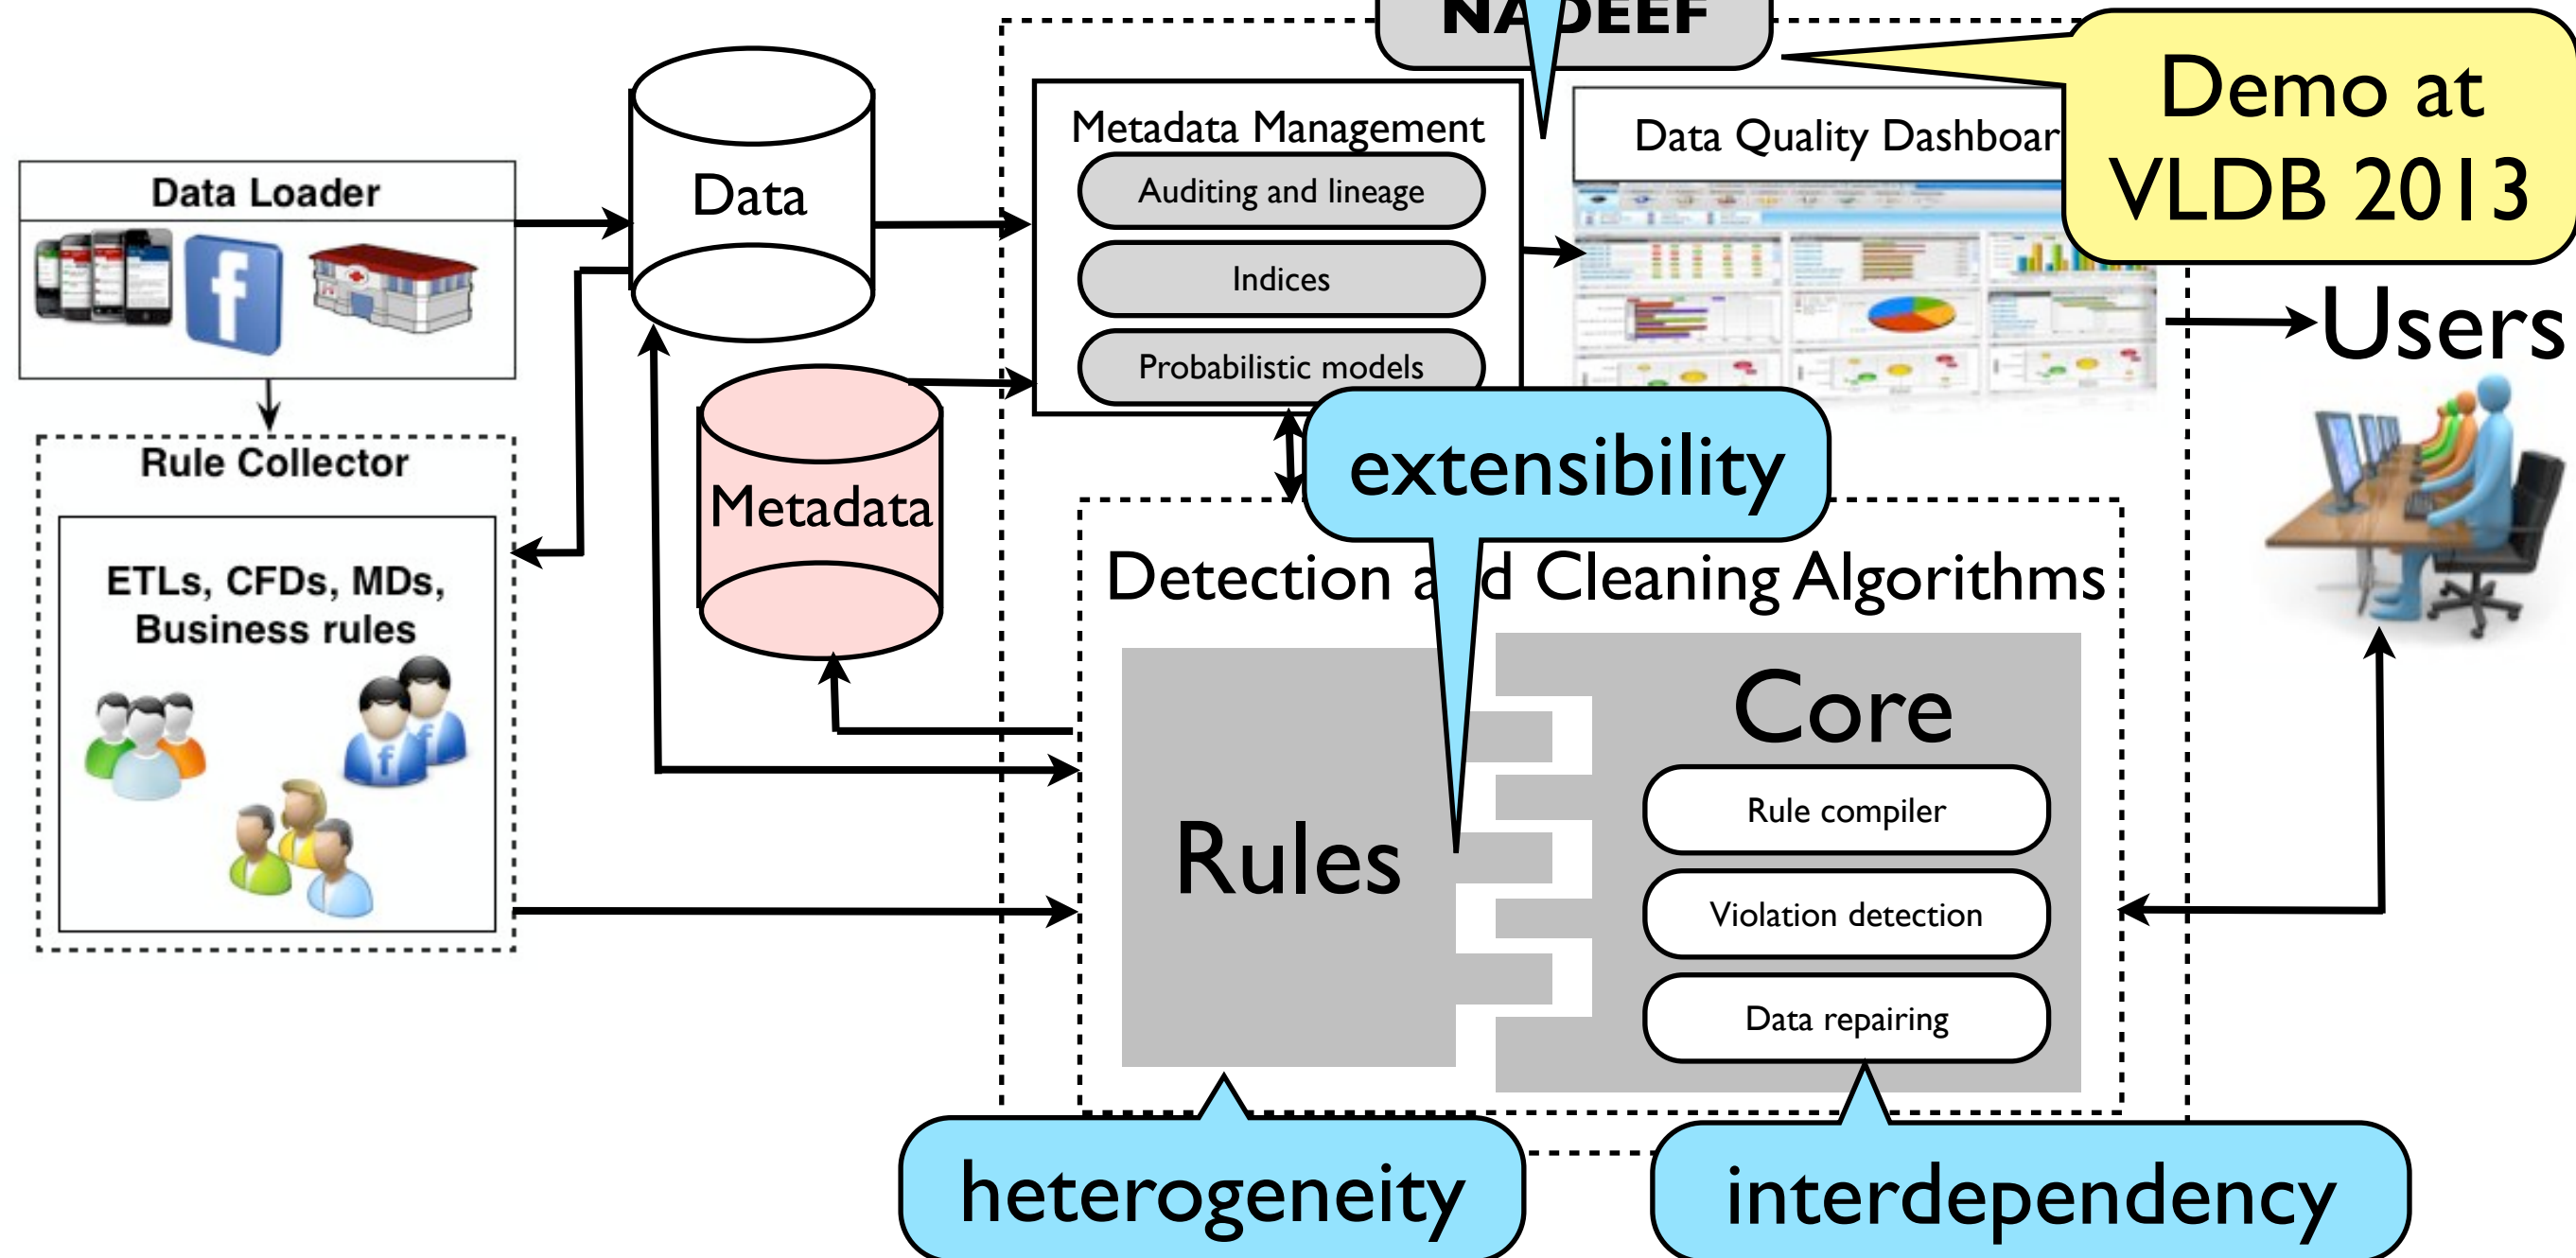 NADEEF
Demo at
VLDB 2013
Data Loader
Data
Metadata Management
Auditing and lineage
Indices
Probabilistic models
Data Quality Dashboar
Users
Rule Collector
ETLs, CFDs, MDs,
Business rules
Metadata
extensibility
Detection a d Cleaning Algorithms
Rules
Core
Rule compiler
Violation detection
Data repairing
heterogeneity
interdependency